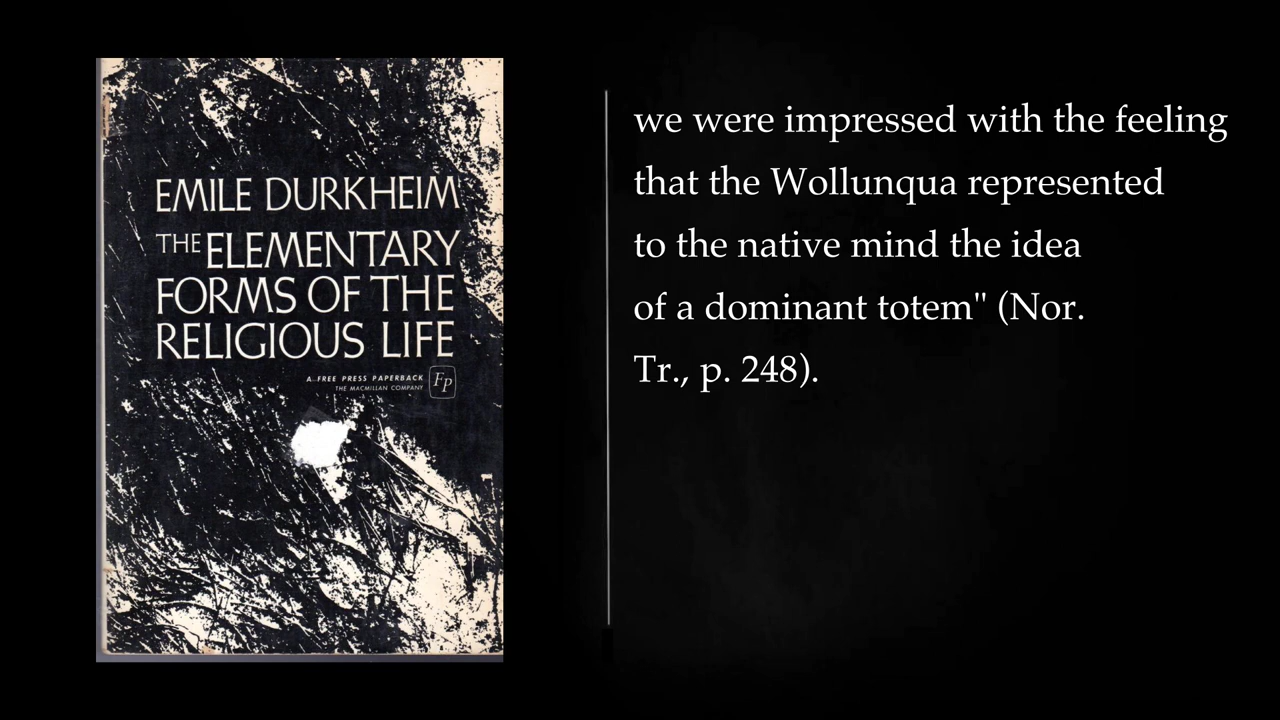 EMILE DURKHEIM
THE ELEMENTARY
FORMS OF THE
RELIGIOUS LIFE
A FREE PRESS PAPERBACK
THE MACMILLAN COMPANY
Fp
we were impressed with the feeling
that the Wollunqua represented
to the native mind the idea
of a dominant totem" (Nor.
Tr., p. 248).